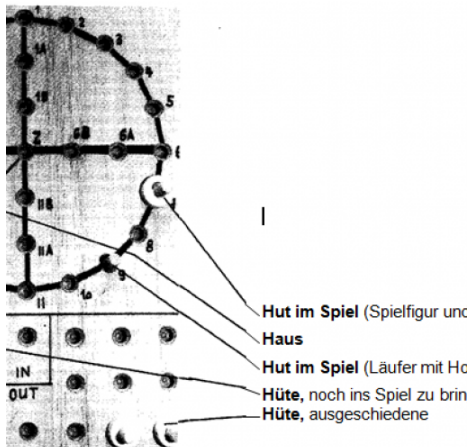 1
2
3
1A
4
1B
5
Z
6B
6A
6
11B
8
11A
9
11
10
Hut im Spiel (Spielfigur und
Haus
Hut im Spiel (Läufer mit Ho
IN
OUT
Hüte, noch ins Spiel zu brin
Hüte, ausgeschiedene